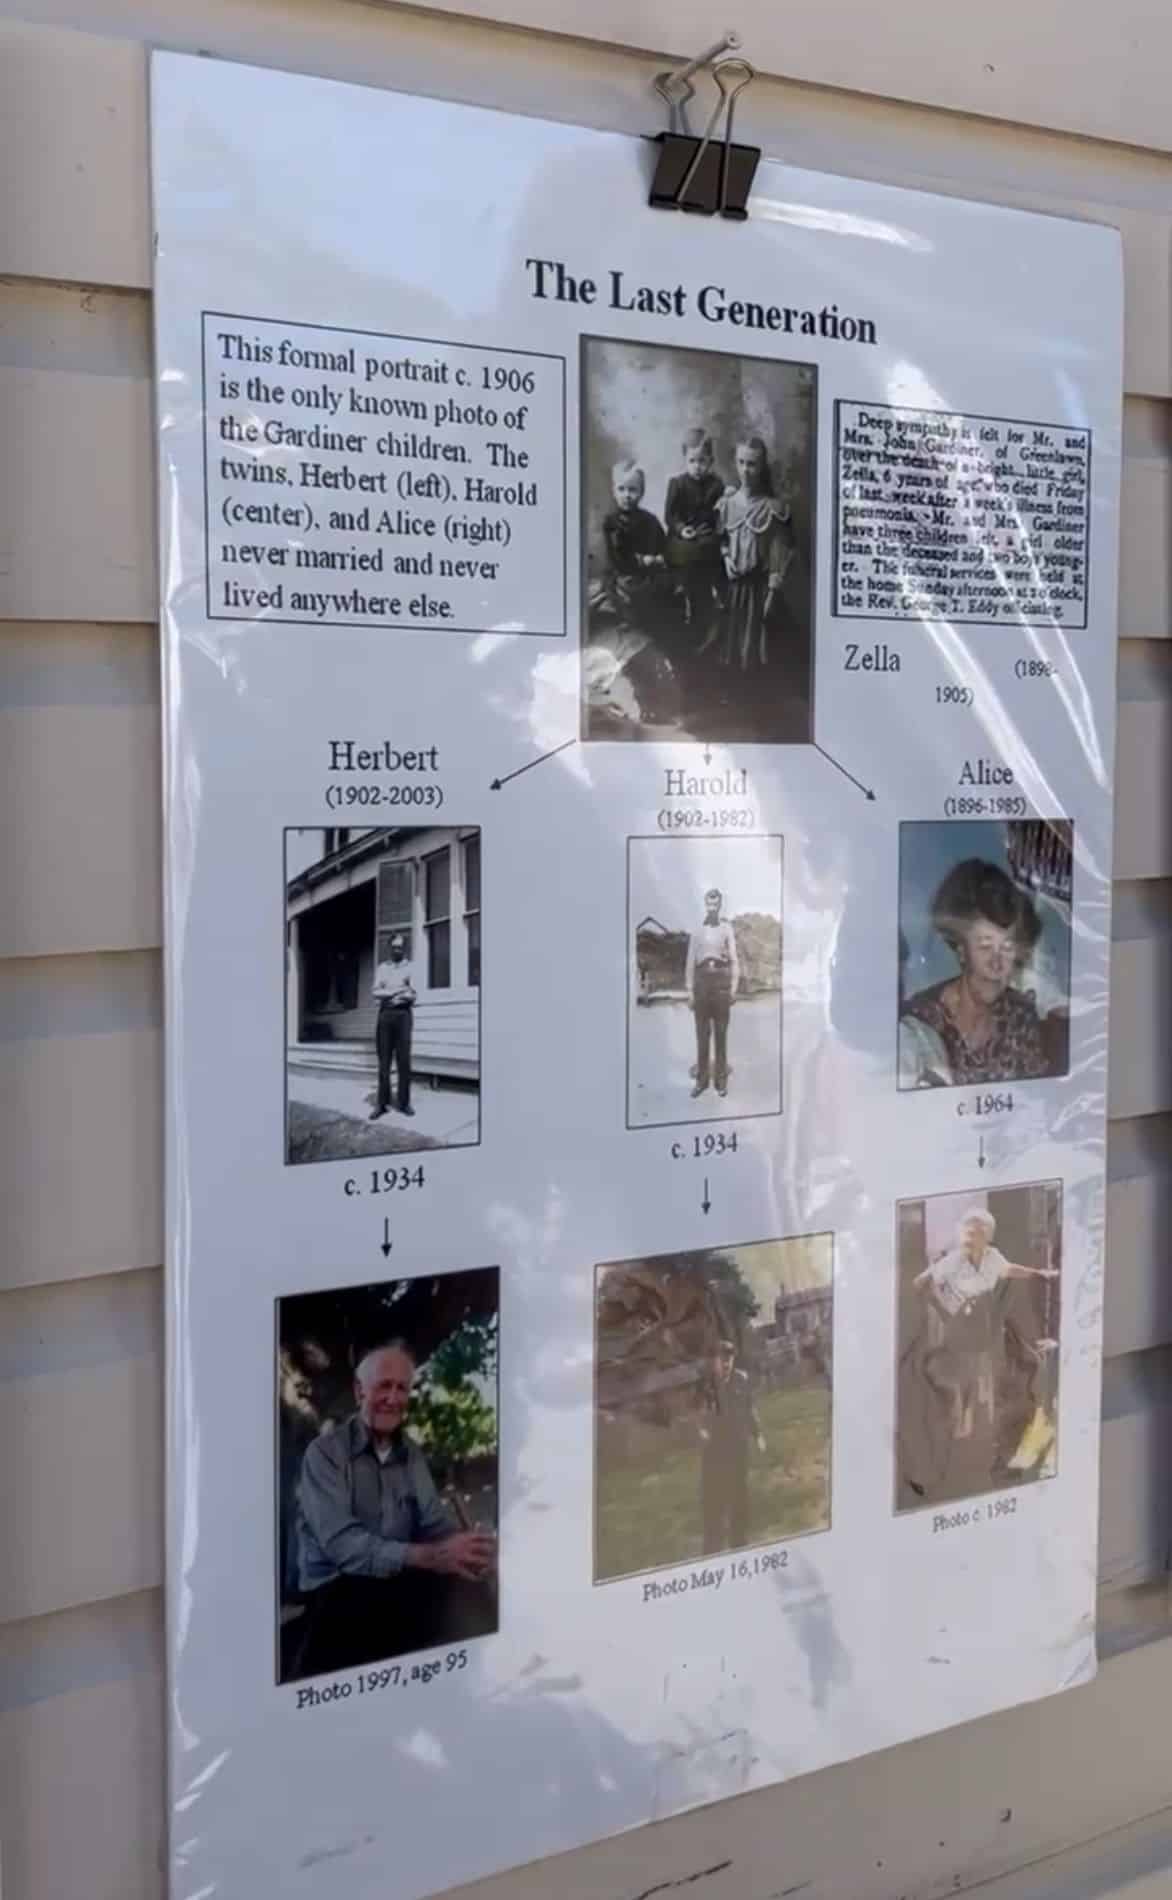 The Last Generation
This formal portrait c. 1906
is the only known photo of
the Gardiner children. The
twins, Herbert (left), Harold
(center), and Alice (right)
never married and never
lived anywhere else.
Deep sympathy is felt for Mr. and
Mrs. John Gardiner, of Greenlawn,
over the death of a bright little girl,
Zella, 6 years of age, who died Friday
of last week after a week's illness from
pneumonia. Mr. and Mrs. Gardiner
have three children left, a girl older
than the deceased and two boys young-
er. The funeral services were held at
the home Sunday afternoon at 2 o'clock,
the Rev. George T. Eddy officiating.
Zella (1898-
1905)
Herbert
(1902-2003)
Harold
(1902-1982)
Alice
(1896-1985)
c. 1934
c. 1934
c. 1964
Photo 1997, age 95
Photo May 16,1982
Photo c. 1982